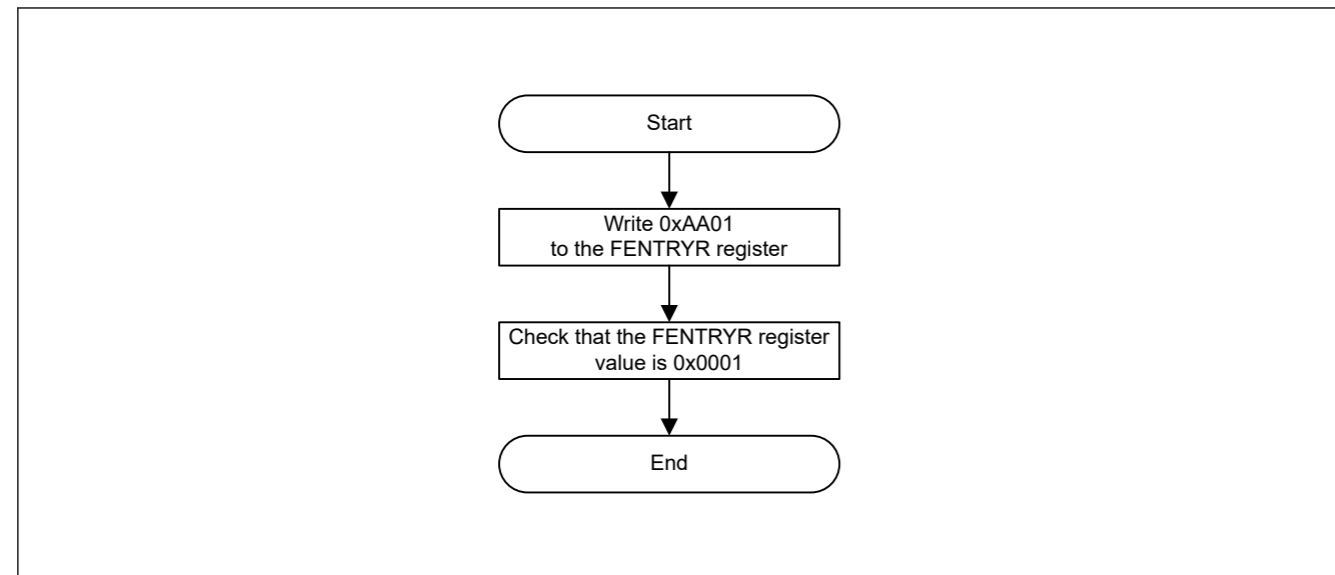 Start
Write 0xAA01
to the FENTRYR register
Check that the FENTRYR register
value is 0x0001
End